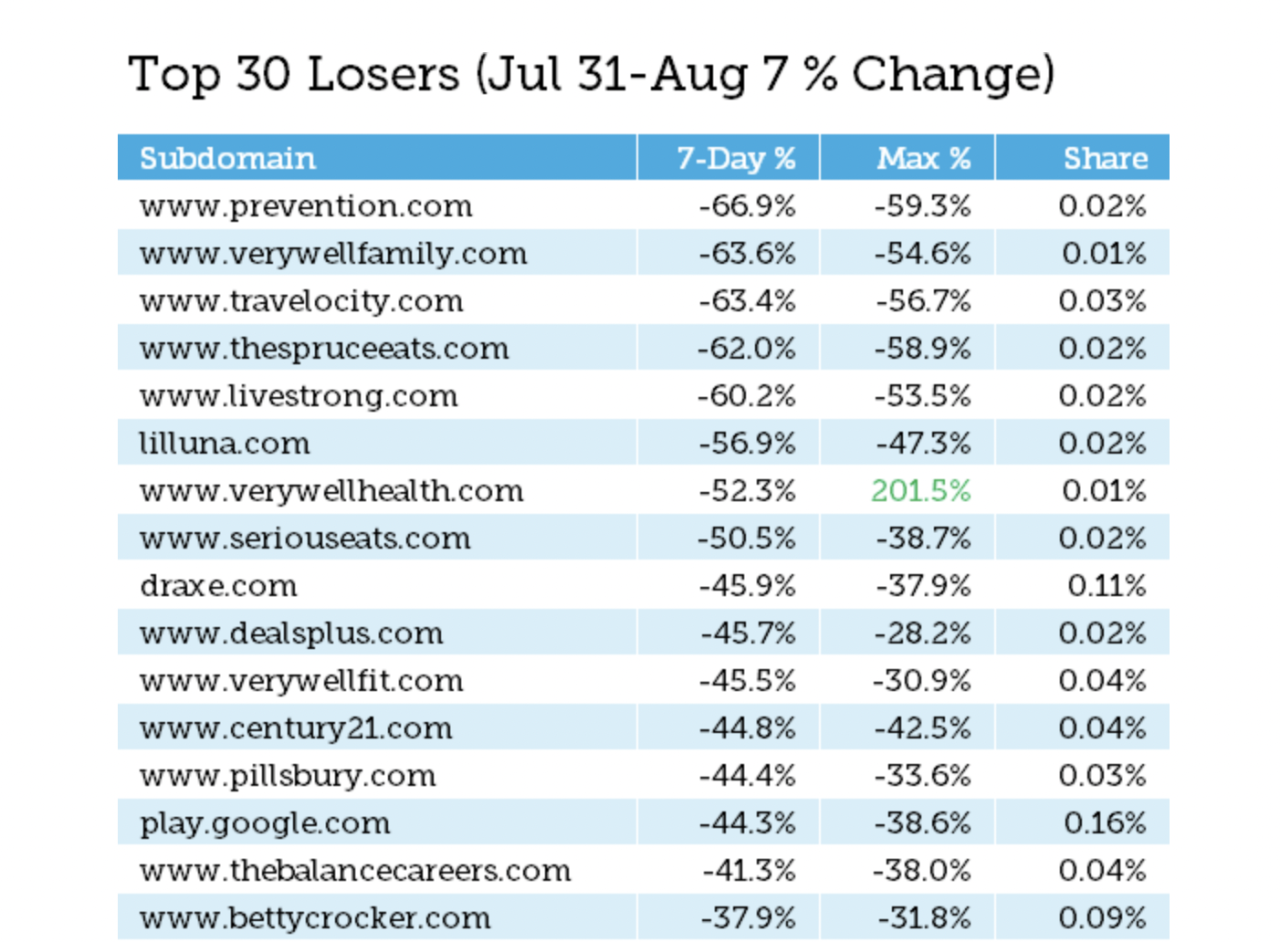 Top 30 Losers (Jul 31-Aug 7 % Change)
Subdomain 7-Day % Max % Share
www.prevention.com -66.9% -59.3% 0.02%
www.verywellfamily.com -63.6% -54.6% 0.01%
www.travelocity.com -63.4% -56.7% 0.03%
www.thespruceeats.com -62.0% -58.9% 0.02%
www.livestrong.com -60.2% -53.5% 0.02%
lilluna.com -56.9% -47.3% 0.02%
www.verywellhealth.com -52.3% 201.5% 0.01%
www.seriouseats.com -50.5% -38.7% 0.02%
draxe.com -45.9% -37.9% 0.11%
www.dealsplus.com -45.7% -28.2% 0.02%
www.verywellfit.com -45.5% -30.9% 0.04%
www.century21.com -44.8% -42.5% 0.04%
www.pillsbury.com -44.4% -33.6% 0.03%
play.google.com -44.3% -38.6% 0.16%
www.thebalancecareers.com -41.3% -38.0% 0.04%
www.bettycrocker.com -37.9% -31.8% 0.09%